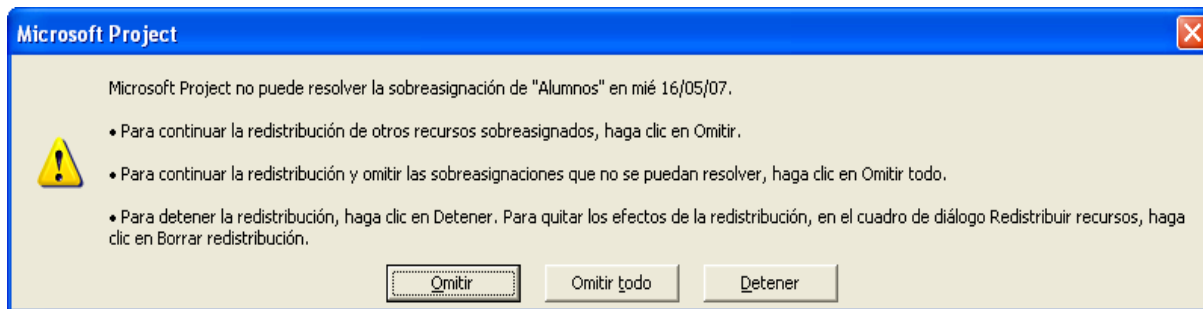 Microsoft Project
Microsoft Project no puede resolver la sobreasignación de "Alumnos" en mié 16/05/07.
• Para continuar la redistribución de otros recursos sobreasignados, haga clic en Omitir.
• Para continuar la redistribución y omitir las sobreasignaciones que no se puedan resolver, haga clic en Omitir todo.
• Para detener la redistribución, haga clic en Detener. Para quitar los efectos de la redistribución, en el cuadro de diálogo Redistribuir recursos, haga
clic en Borrar redistribución.
Omitir Omitir todo Detener